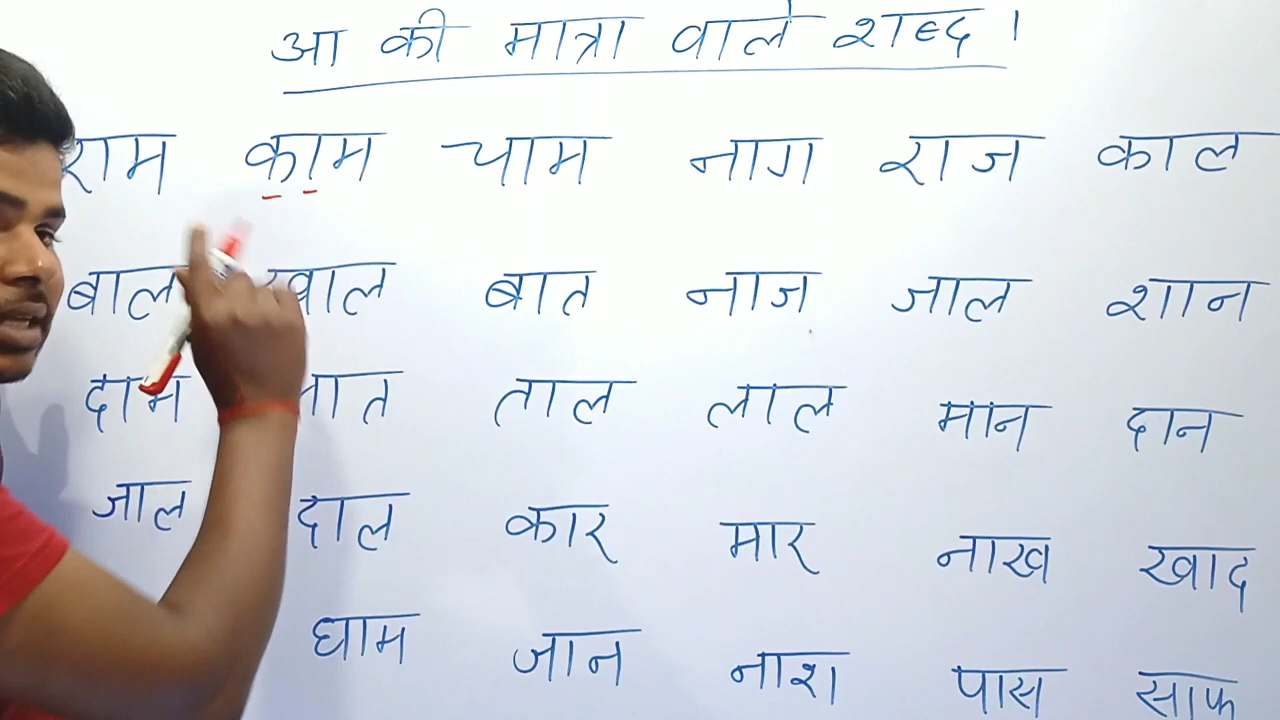 आ की मात्रा वाले शब्द ।
राम काम चाम नाग राज काल
बाल खाल बात नाज जाल शान
दाम ताल लाल मान दान
जाल दाल कार मार नाख खाद
घाम जान नाश पास साफ